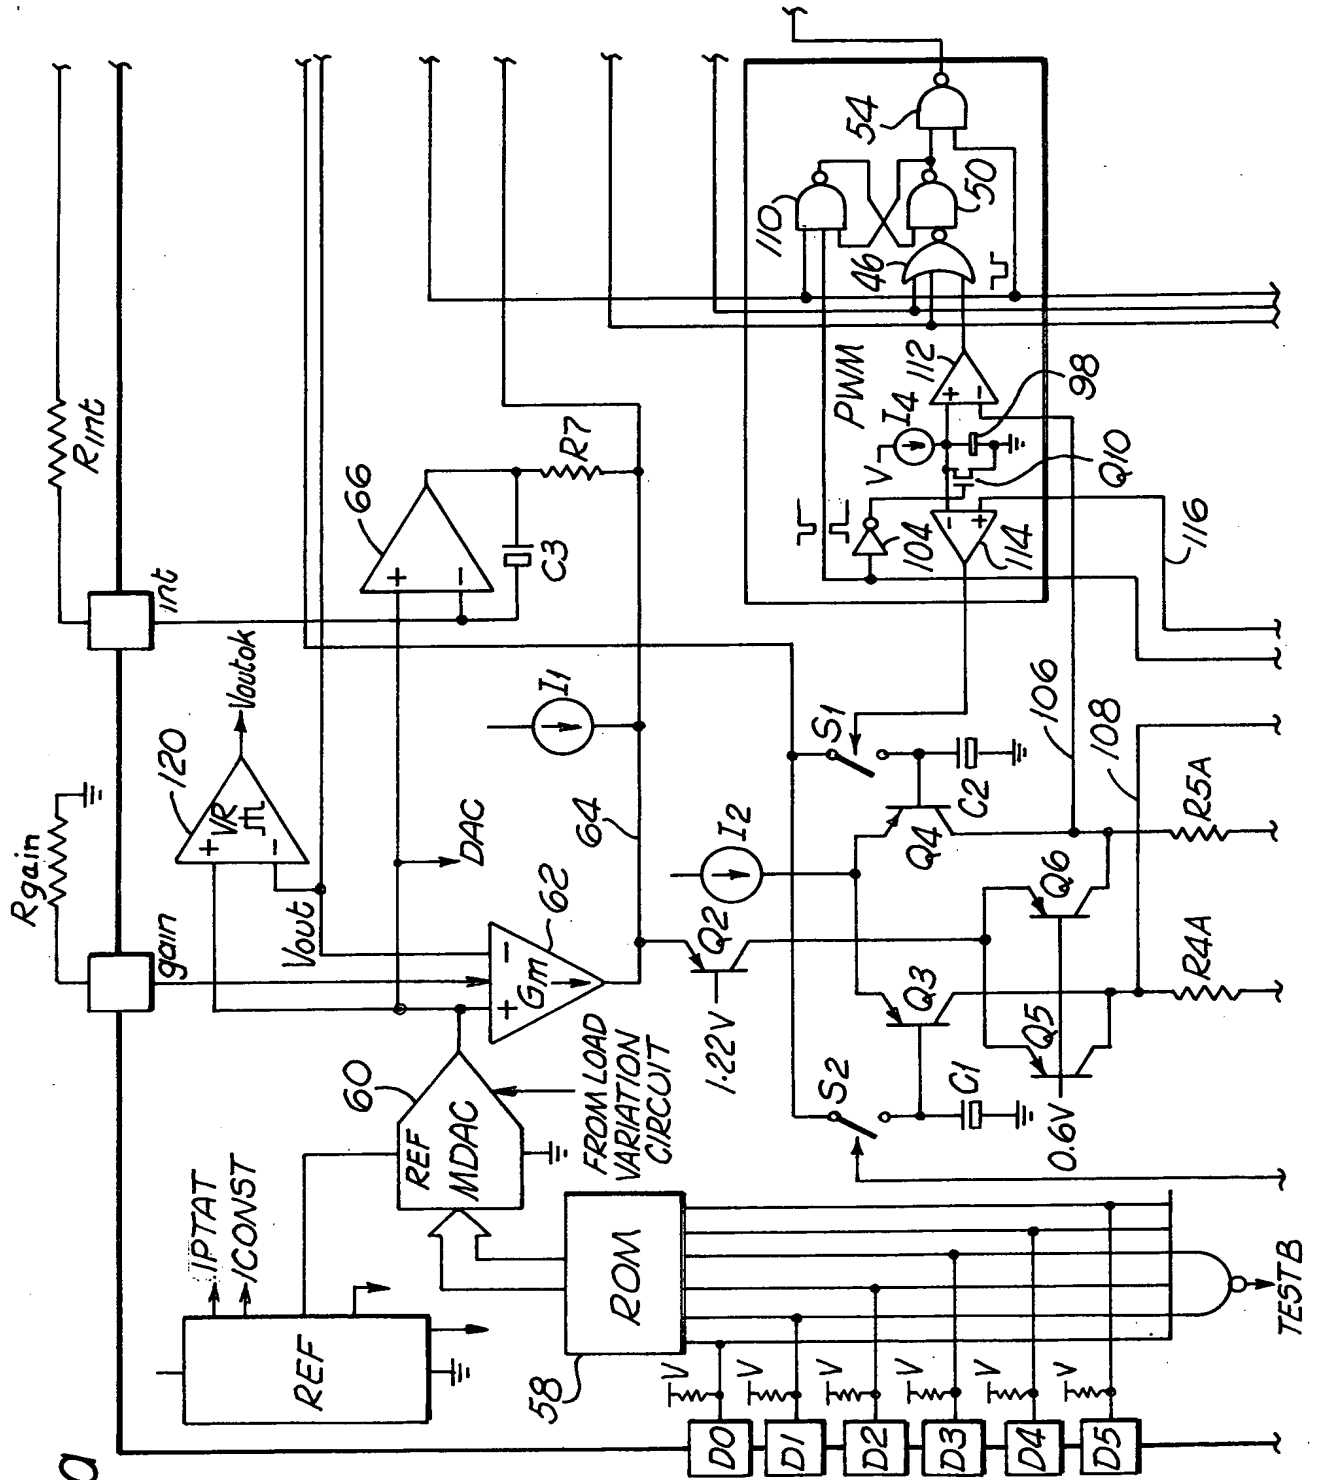 Rgain
Rint
gain
int
120
VR
+
−
Voutok
Vout
66
+
−
C3
R7
I1
DAC
62
Gm
+
−
64
IPTAT
ICONST
REF
60
REF
MDAC
FROM LOAD
VARIATION
CIRCUIT
ROM
58
1.22V
Q2
I2
S1
S2
Q3
Q4
C1
C2
Q5
Q6
0.6V
R4A
R5A
106
108
PWM
110
54
50
46
112
+
−
I4
V
98
Q10
104
114
−
+
116
V
V
V
V
V
V
D0
D1
D2
D3
D4
D5
TESTB
a